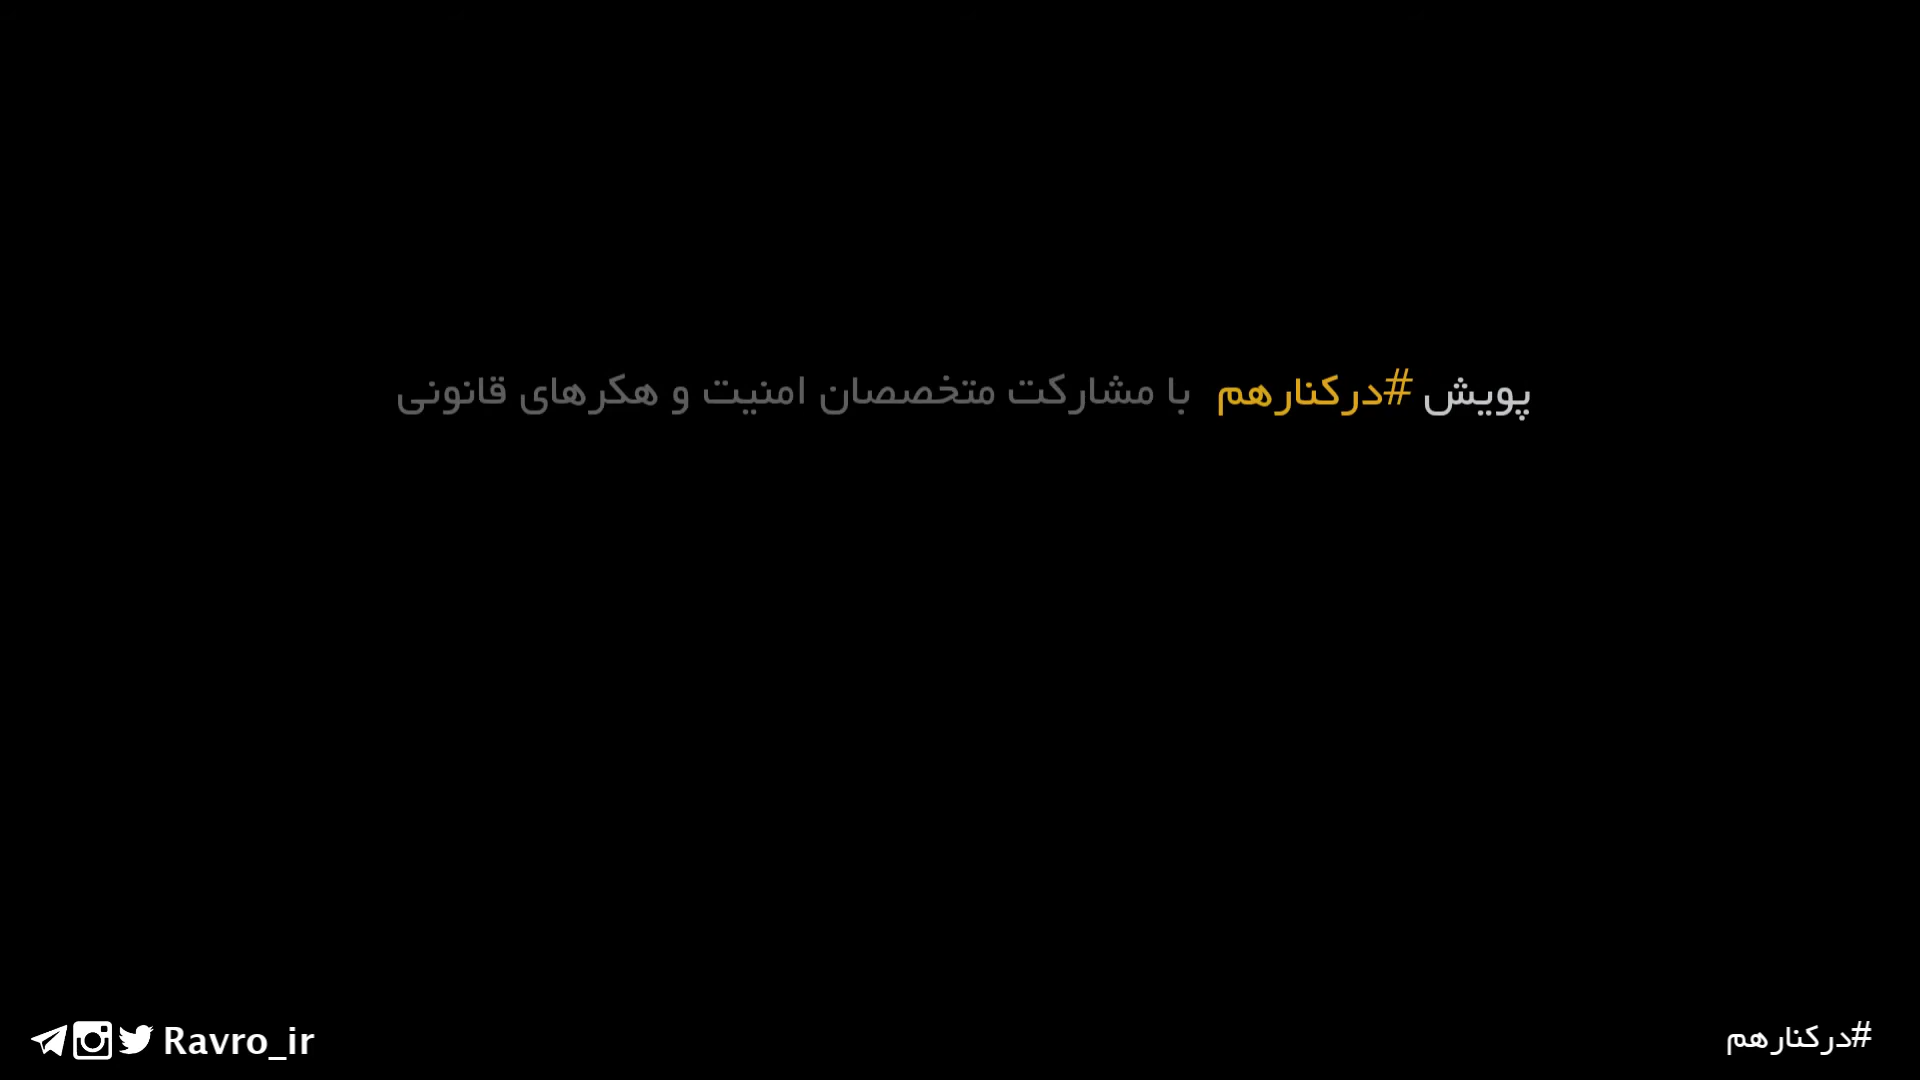 پویش #درکنارهم با مشارکت متخصصان امنیت و هکرهای قانونی
Ravro_ir
#درکنارهم